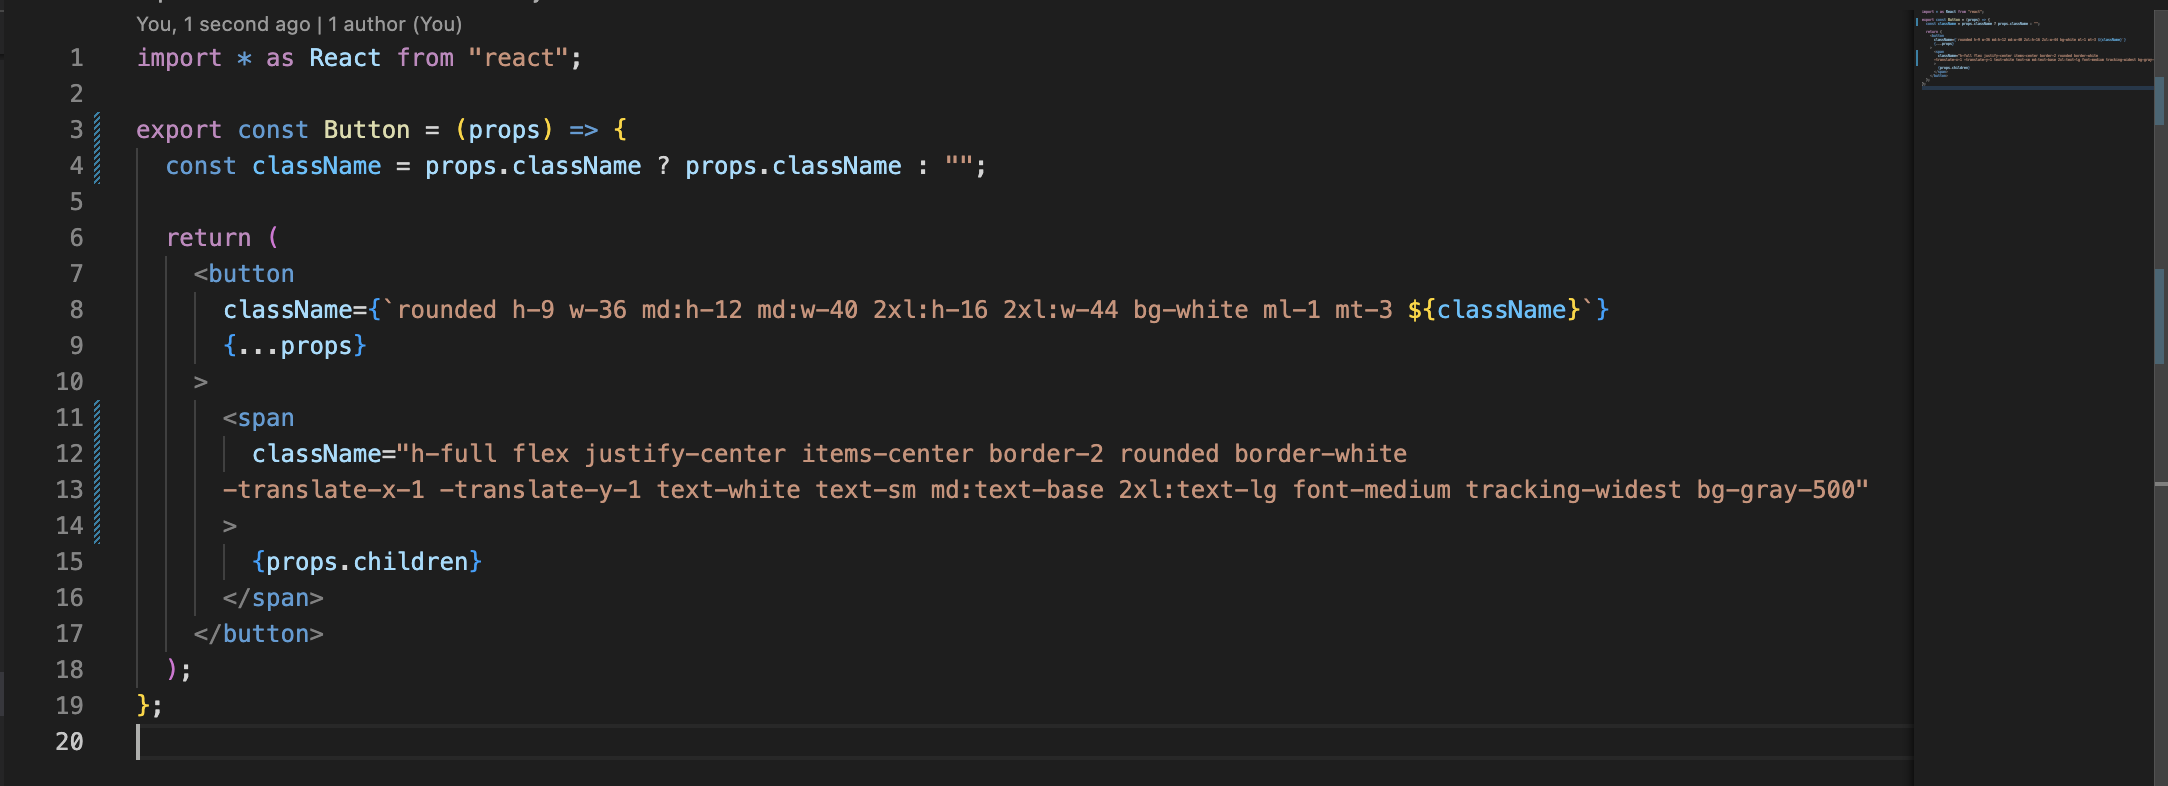 You, 1 second ago | 1 author (You)
1 import * as React from "react";
2
3 export const Button = (props) => {
4   const className = props.className ? props.className : "";
5
6   return (
7     <button
8       className={`rounded h-9 w-36 md:h-12 md:w-40 2xl:h-16 2xl:w-44 bg-white ml-1 mt-3 ${className}`}
9       {...props}
10     >
11       <span
12         className="h-full flex justify-center items-center border-2 rounded border-white
13       -translate-x-1 -translate-y-1 text-white text-sm md:text-base 2xl:text-lg font-medium tracking-widest bg-gray-500"
14       >
15         {props.children}
16       </span>
17     </button>
18   );
19 };
20